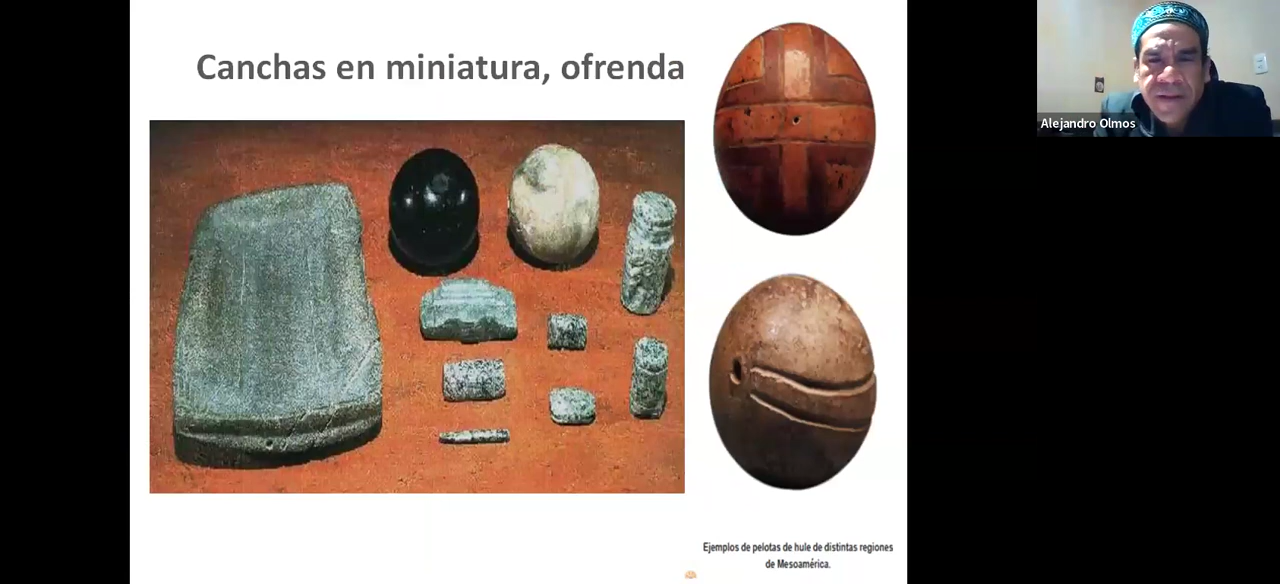 Canchas en miniatura, ofrenda
Alejandro Olmos
Ejemplos de pelotas de hule de distintas regiones
de Mesoamérica.